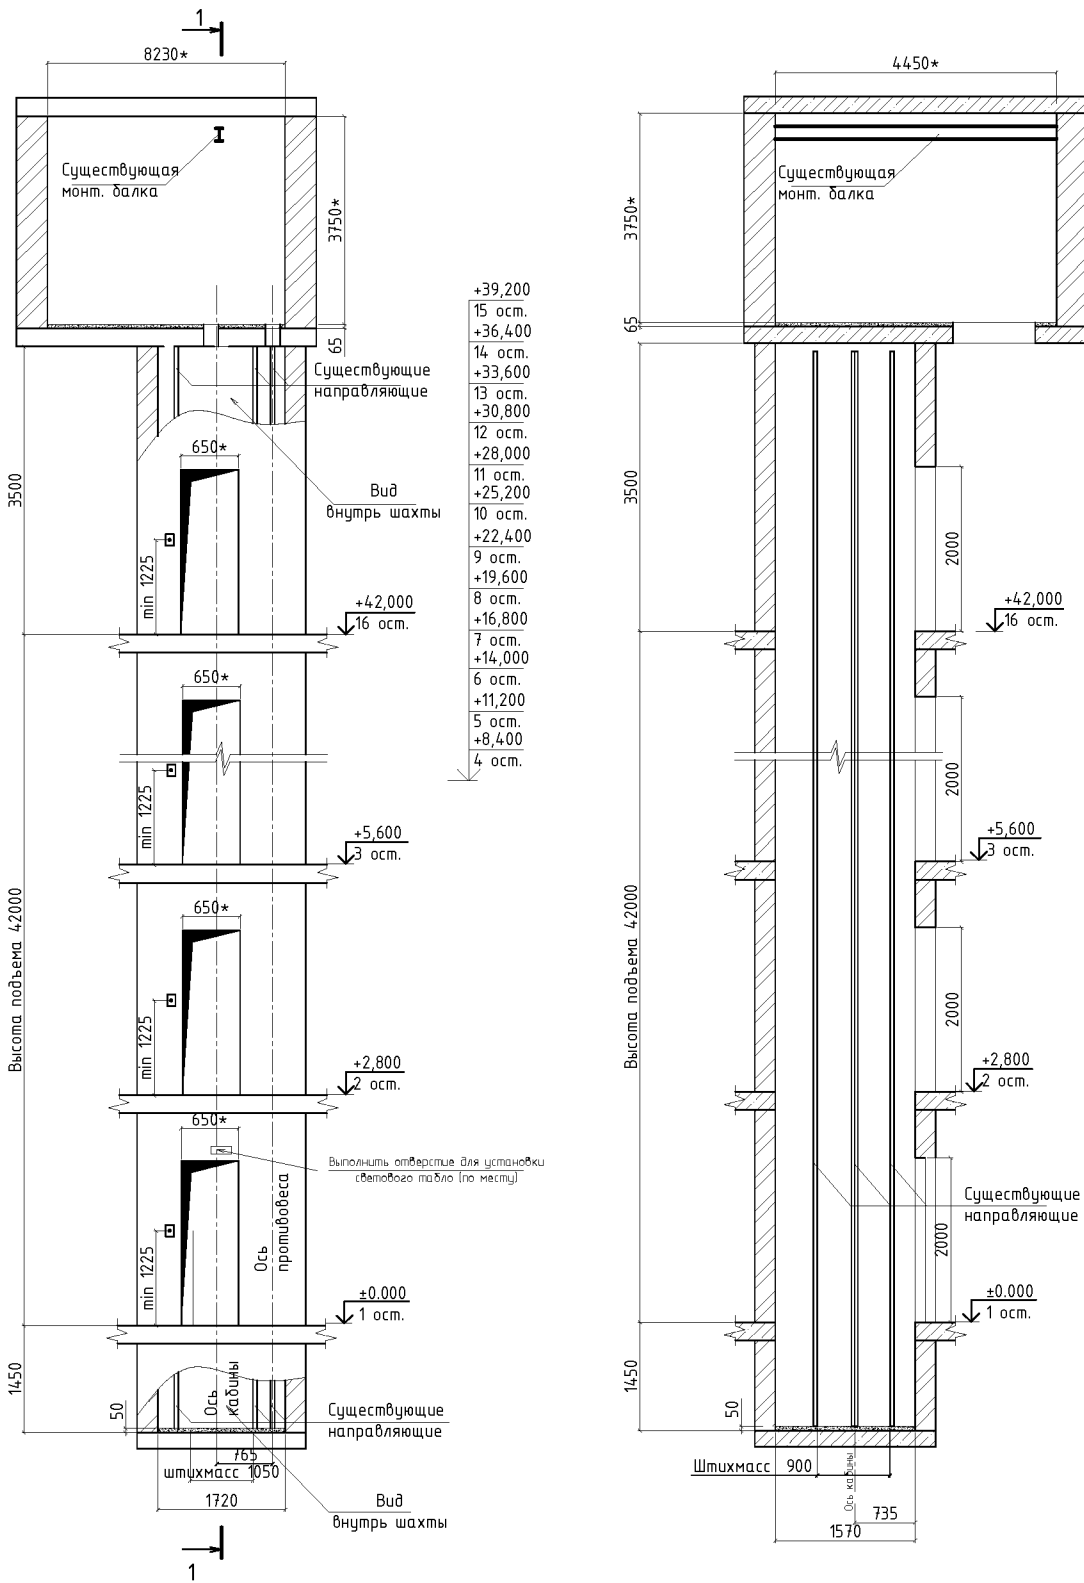 1
8230*
Существующая
монт. балка
3750*
65
Существующие
направляющие
650*
Вид
внутрь шахты
3500
min 1225
+42,000
16 ост.
+39,200
15 ост.
+36,400
14 ост.
+33,600
13 ост.
+30,800
12 ост.
+28,000
11 ост.
+25,200
10 ост.
+22,400
9 ост.
+19,600
8 ост.
+16,800
7 ост.
+14,000
6 ост.
+11,200
5 ост.
+8,400
4 ост.
650*
min 1225
+5,600
3 ост.
650*
min 1225
Высота подъема 42000
+2,800
2 ост.
650*
Выполнить отверстие для установки
светового табло (по месту)
Ось
противовеса
min 1225
±0.000
1 ост.
1450
50
Ось
кабины
Существующие
направляющие
765
штихмасс 1050
1720
Вид
внутрь шахты
1
4450*
Существующая
монт. балка
3750*
65
3500
2000
+42,000
16 ост.
2000
+5,600
3 ост.
2000
Высота подъема 42000
+2,800
2 ост.
Существующие
направляющие
2000
±0.000
1 ост.
1450
50
Штихмасс 900
Ось кабины
735
1570